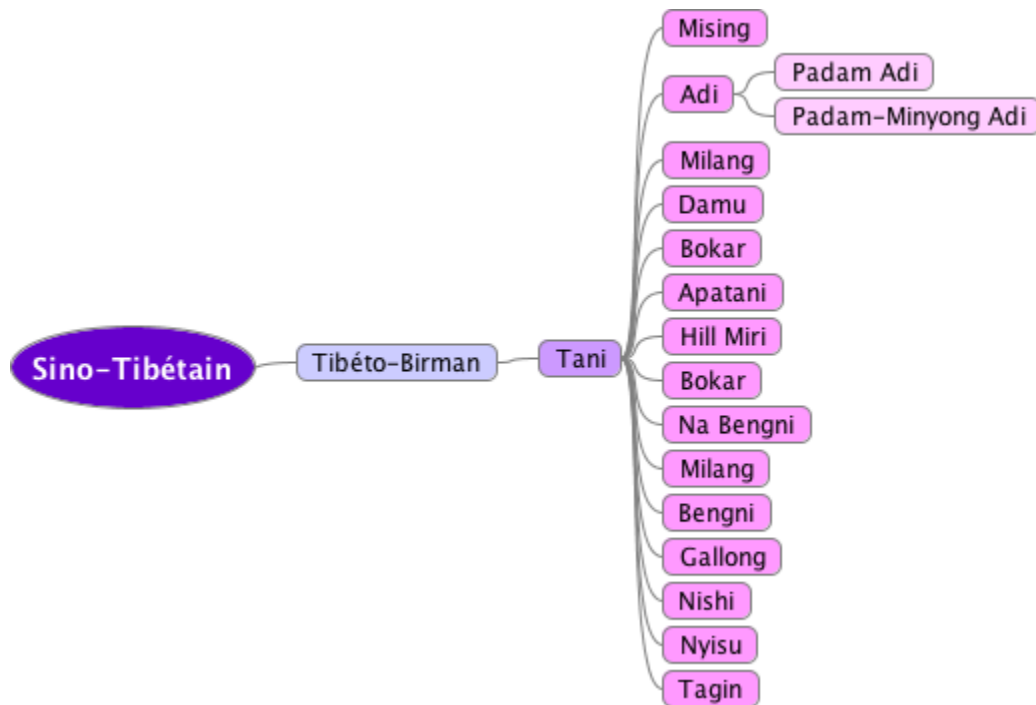 Sino-Tibétain
Tibéto-Birman
Tani
Mising
Adi
Padam Adi
Padam-Minyong Adi
Milang
Damu
Bokar
Apatani
Hill Miri
Bokar
Na Bengni
Milang
Bengni
Gallong
Nishi
Nyisu
Tagin